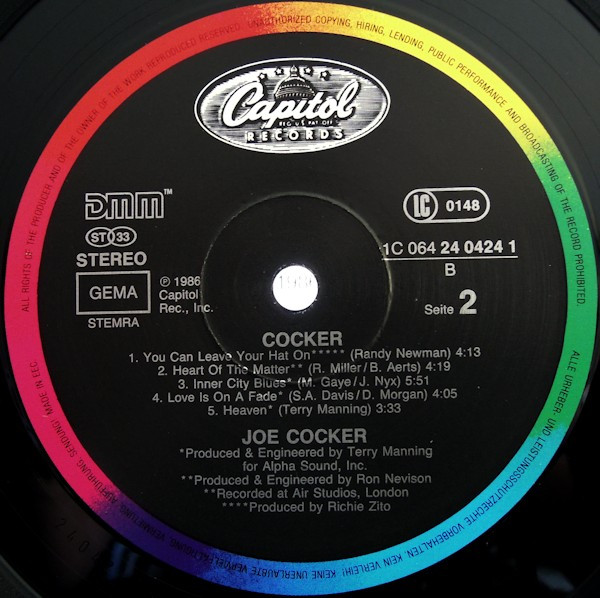 ALL RIGHTS OF THE PRODUCER AND OF THE OWNER OF THE WORK REPRODUCED RESERVED. UNAUTHORIZED COPYING, HIRING, LENDING, PUBLIC PERFORMANCE AND BROADCASTING OF THE RECORD PROHIBITED.
Capitol
REG. U.S. PAT. OFF.
RECORDS
DMM™
ST 33
STEREO
GEMA
STEMRA
LC 0148
1C 064 24 0424 1
B
Seite 2
℗ 1986
Capitol
Rec., Inc.
COCKER
1. You Can Leave Your Hat On***** (Randy Newman) 4:13
2. Heart Of The Matter** (R. Miller/B. Aerts) 4:19
3. Inner City Blues* (M. Gaye/J. Nyx) 5:51
4. Love Is On A Fade* (S.A. Davis/D. Morgan) 4:05
5. Heaven* (Terry Manning) 3:33
JOE COCKER
*Produced & Engineered by Terry Manning
for Alpha Sound, Inc.
**Produced & Engineered by Ron Nevison
**Recorded at Air Studios, London
****Produced by Richie Zito
ALLE URHEBER- UND LEISTUNGSSCHUTZRECHTE VORBEHALTEN. KEIN VERLEIH! KEINE UNERLAUBTE VERVIELFÄLTIGUNG, VERMIETUNG, AUFFÜHRUNG, SENDUNG! MADE IN EEC